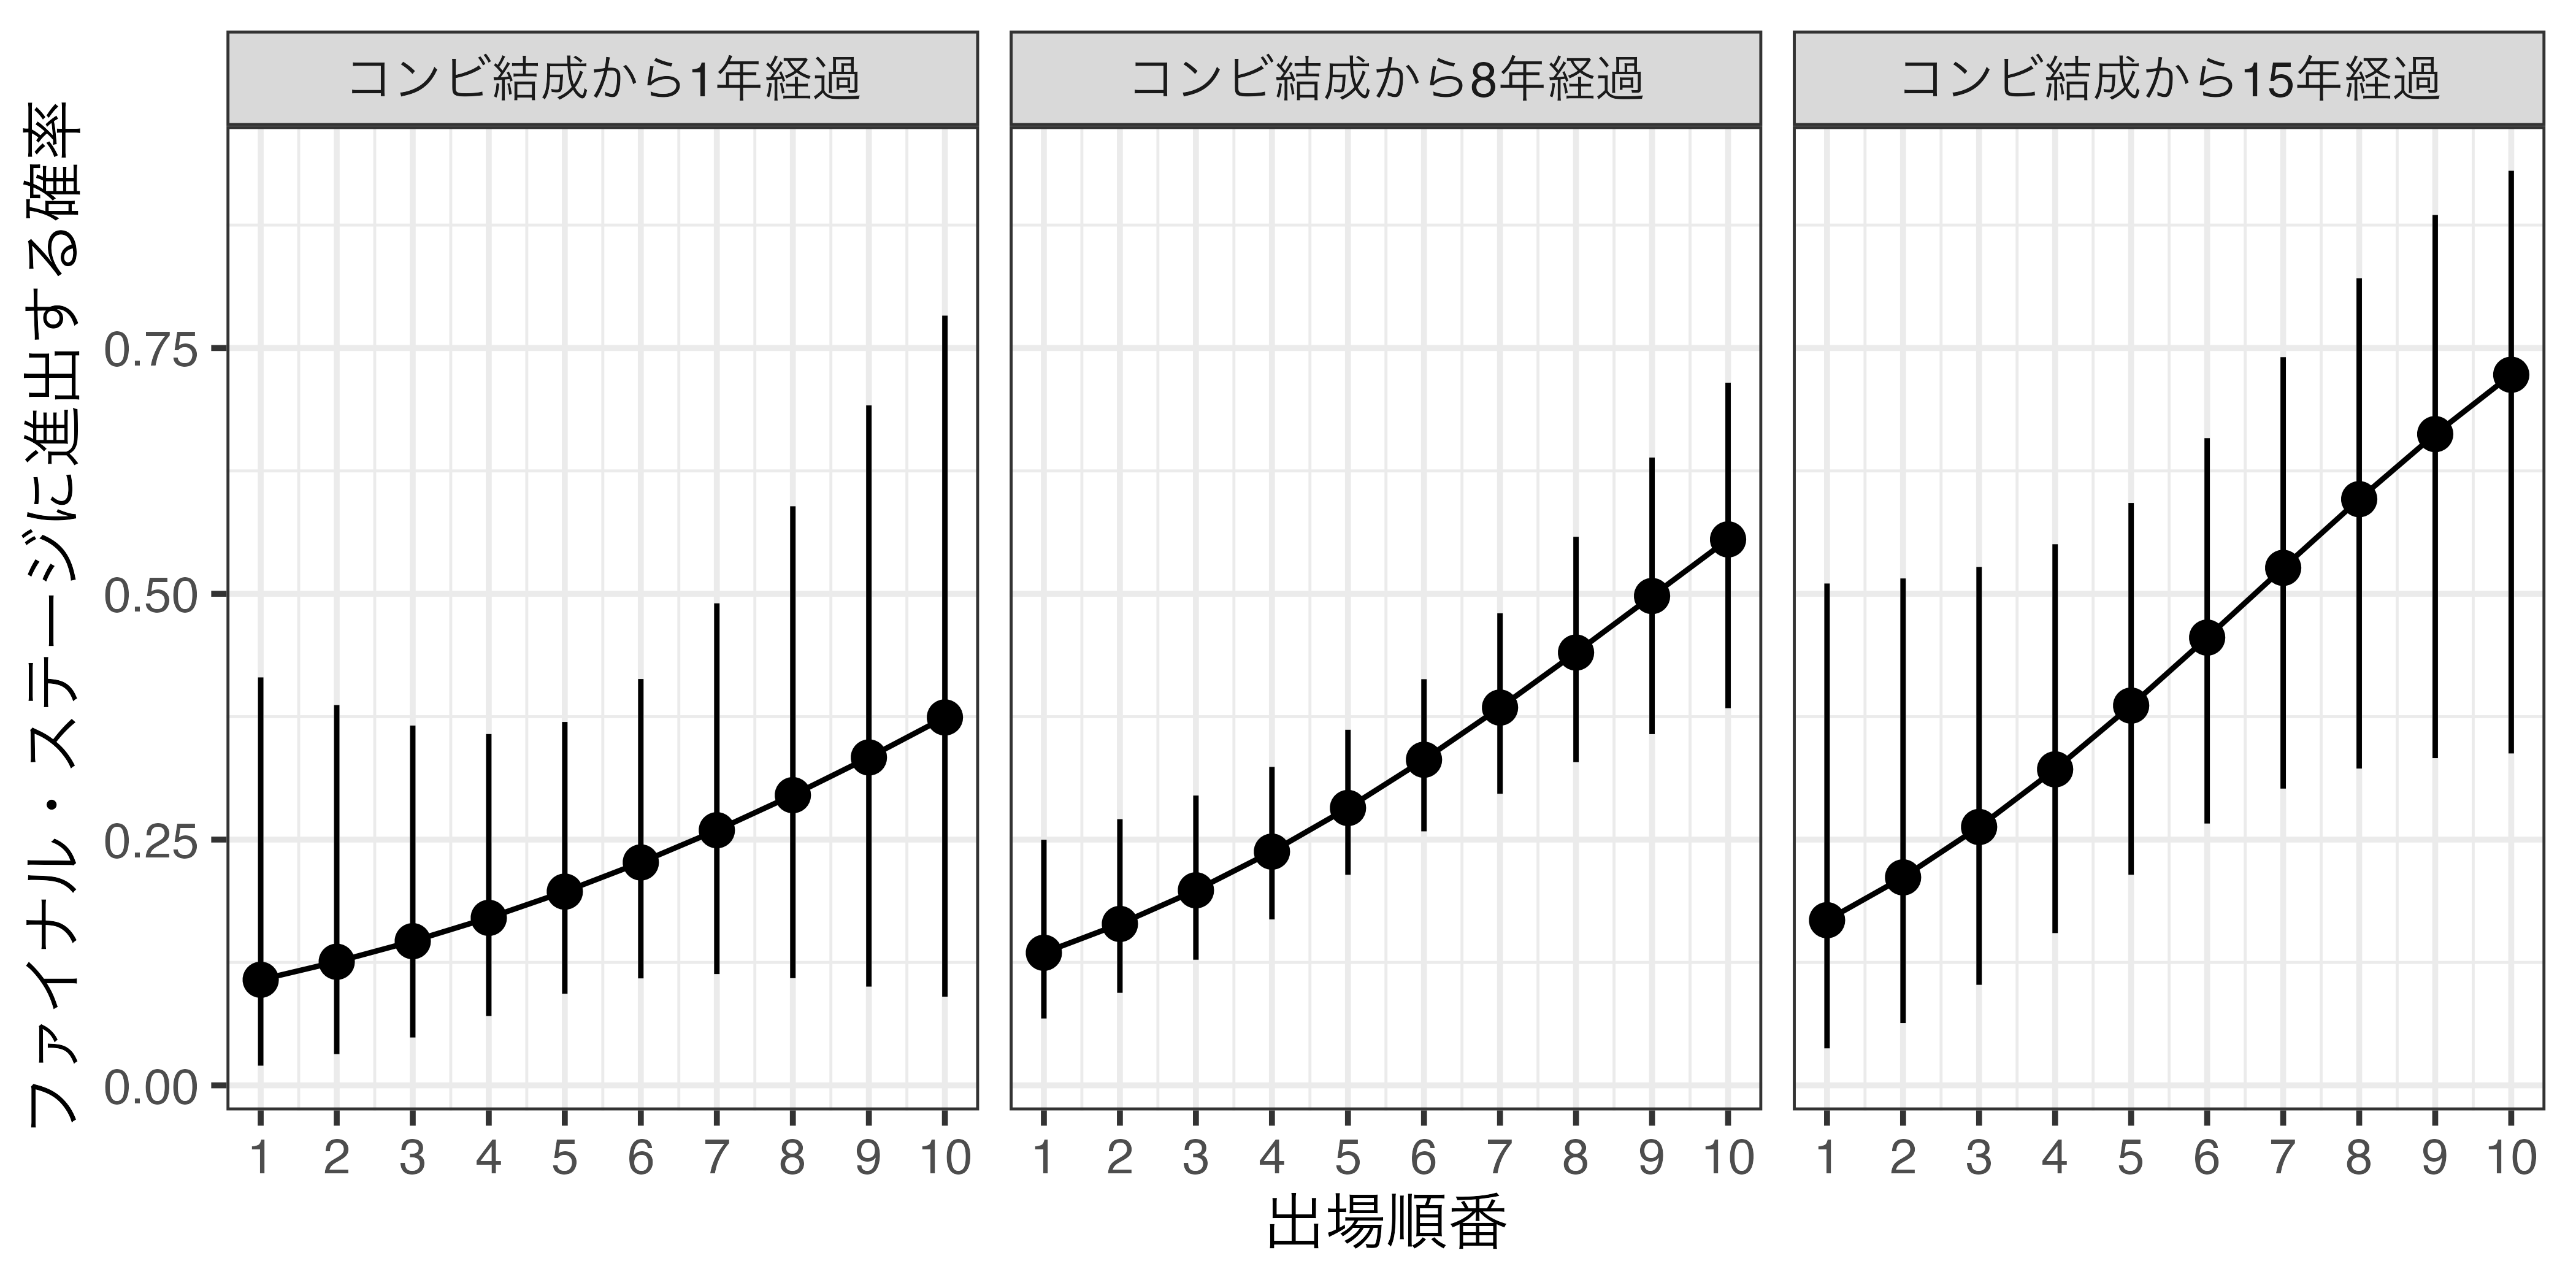 コンビ結成から1年経過
コンビ結成から8年経過
コンビ結成から15年経過
ファイナル・ステージに進出する確率
0.75
0.50
0.25
0.00
1 2 3 4 5 6 7 8 9 10
1 2 3 4 5 6 7 8 9 10
1 2 3 4 5 6 7 8 9 10
出場順番